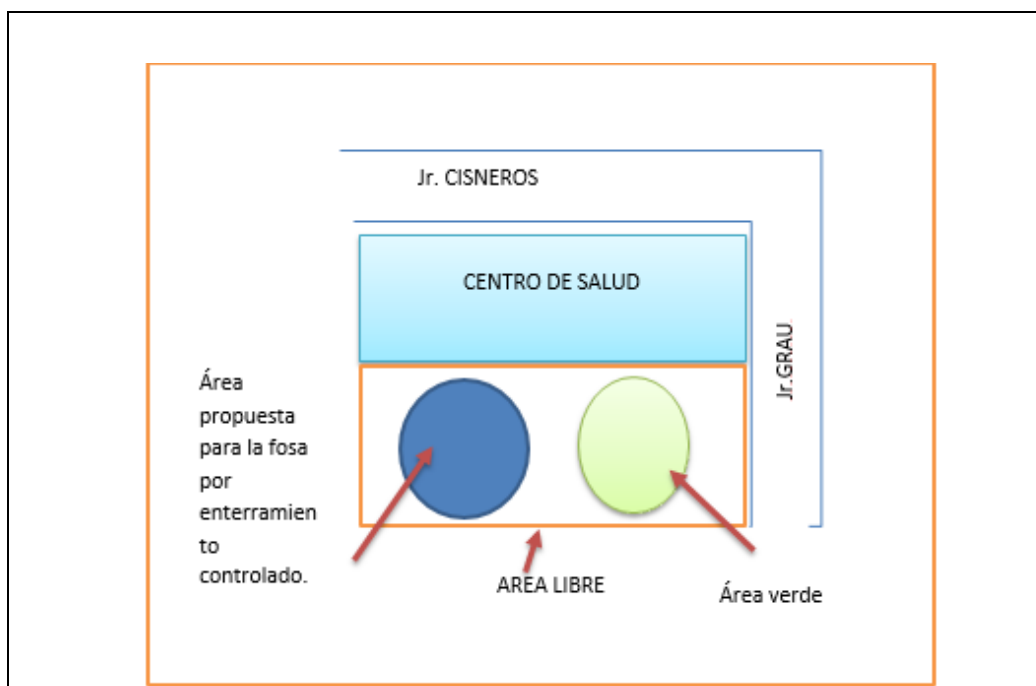 Jr. CISNEROS
CENTRO DE SALUD
Jr.GRAU
Área
propuesta
para la fosa
por
enterramien
to
controlado.
AREA LIBRE
Área verde